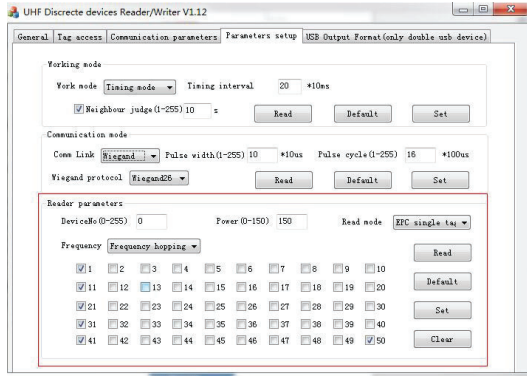 UHF Discrecte devices Reader/Writer V1.12
General Tag access Communication parameters Parameters setup USB Output Format(only double usb device)
Working mode
Work mode Timing mode Timing interval 20 *10ms
Neighbour judge(1-255) 10 s Read Default Set
Communication mode
Comm Link Wiegand Pulse width(1-255) 10 *10us Pulse cycle(1-255) 16 *100us
Wiegand protocol Wiegand26 Read Default Set
Reader parameters
DeviceNo(0-255) 0 Power(0-150) 150 Read mode EPC single tag
Frequency Frequency hopping Read
1 2 3 4 5 6 7 8 9 10
Default
11 12 13 14 15 16 17 18 19 20
21 22 23 24 25 26 27 28 29 30
Set
31 32 33 34 35 36 37 38 39 40
41 42 43 44 45 46 47 48 49 50 Clear